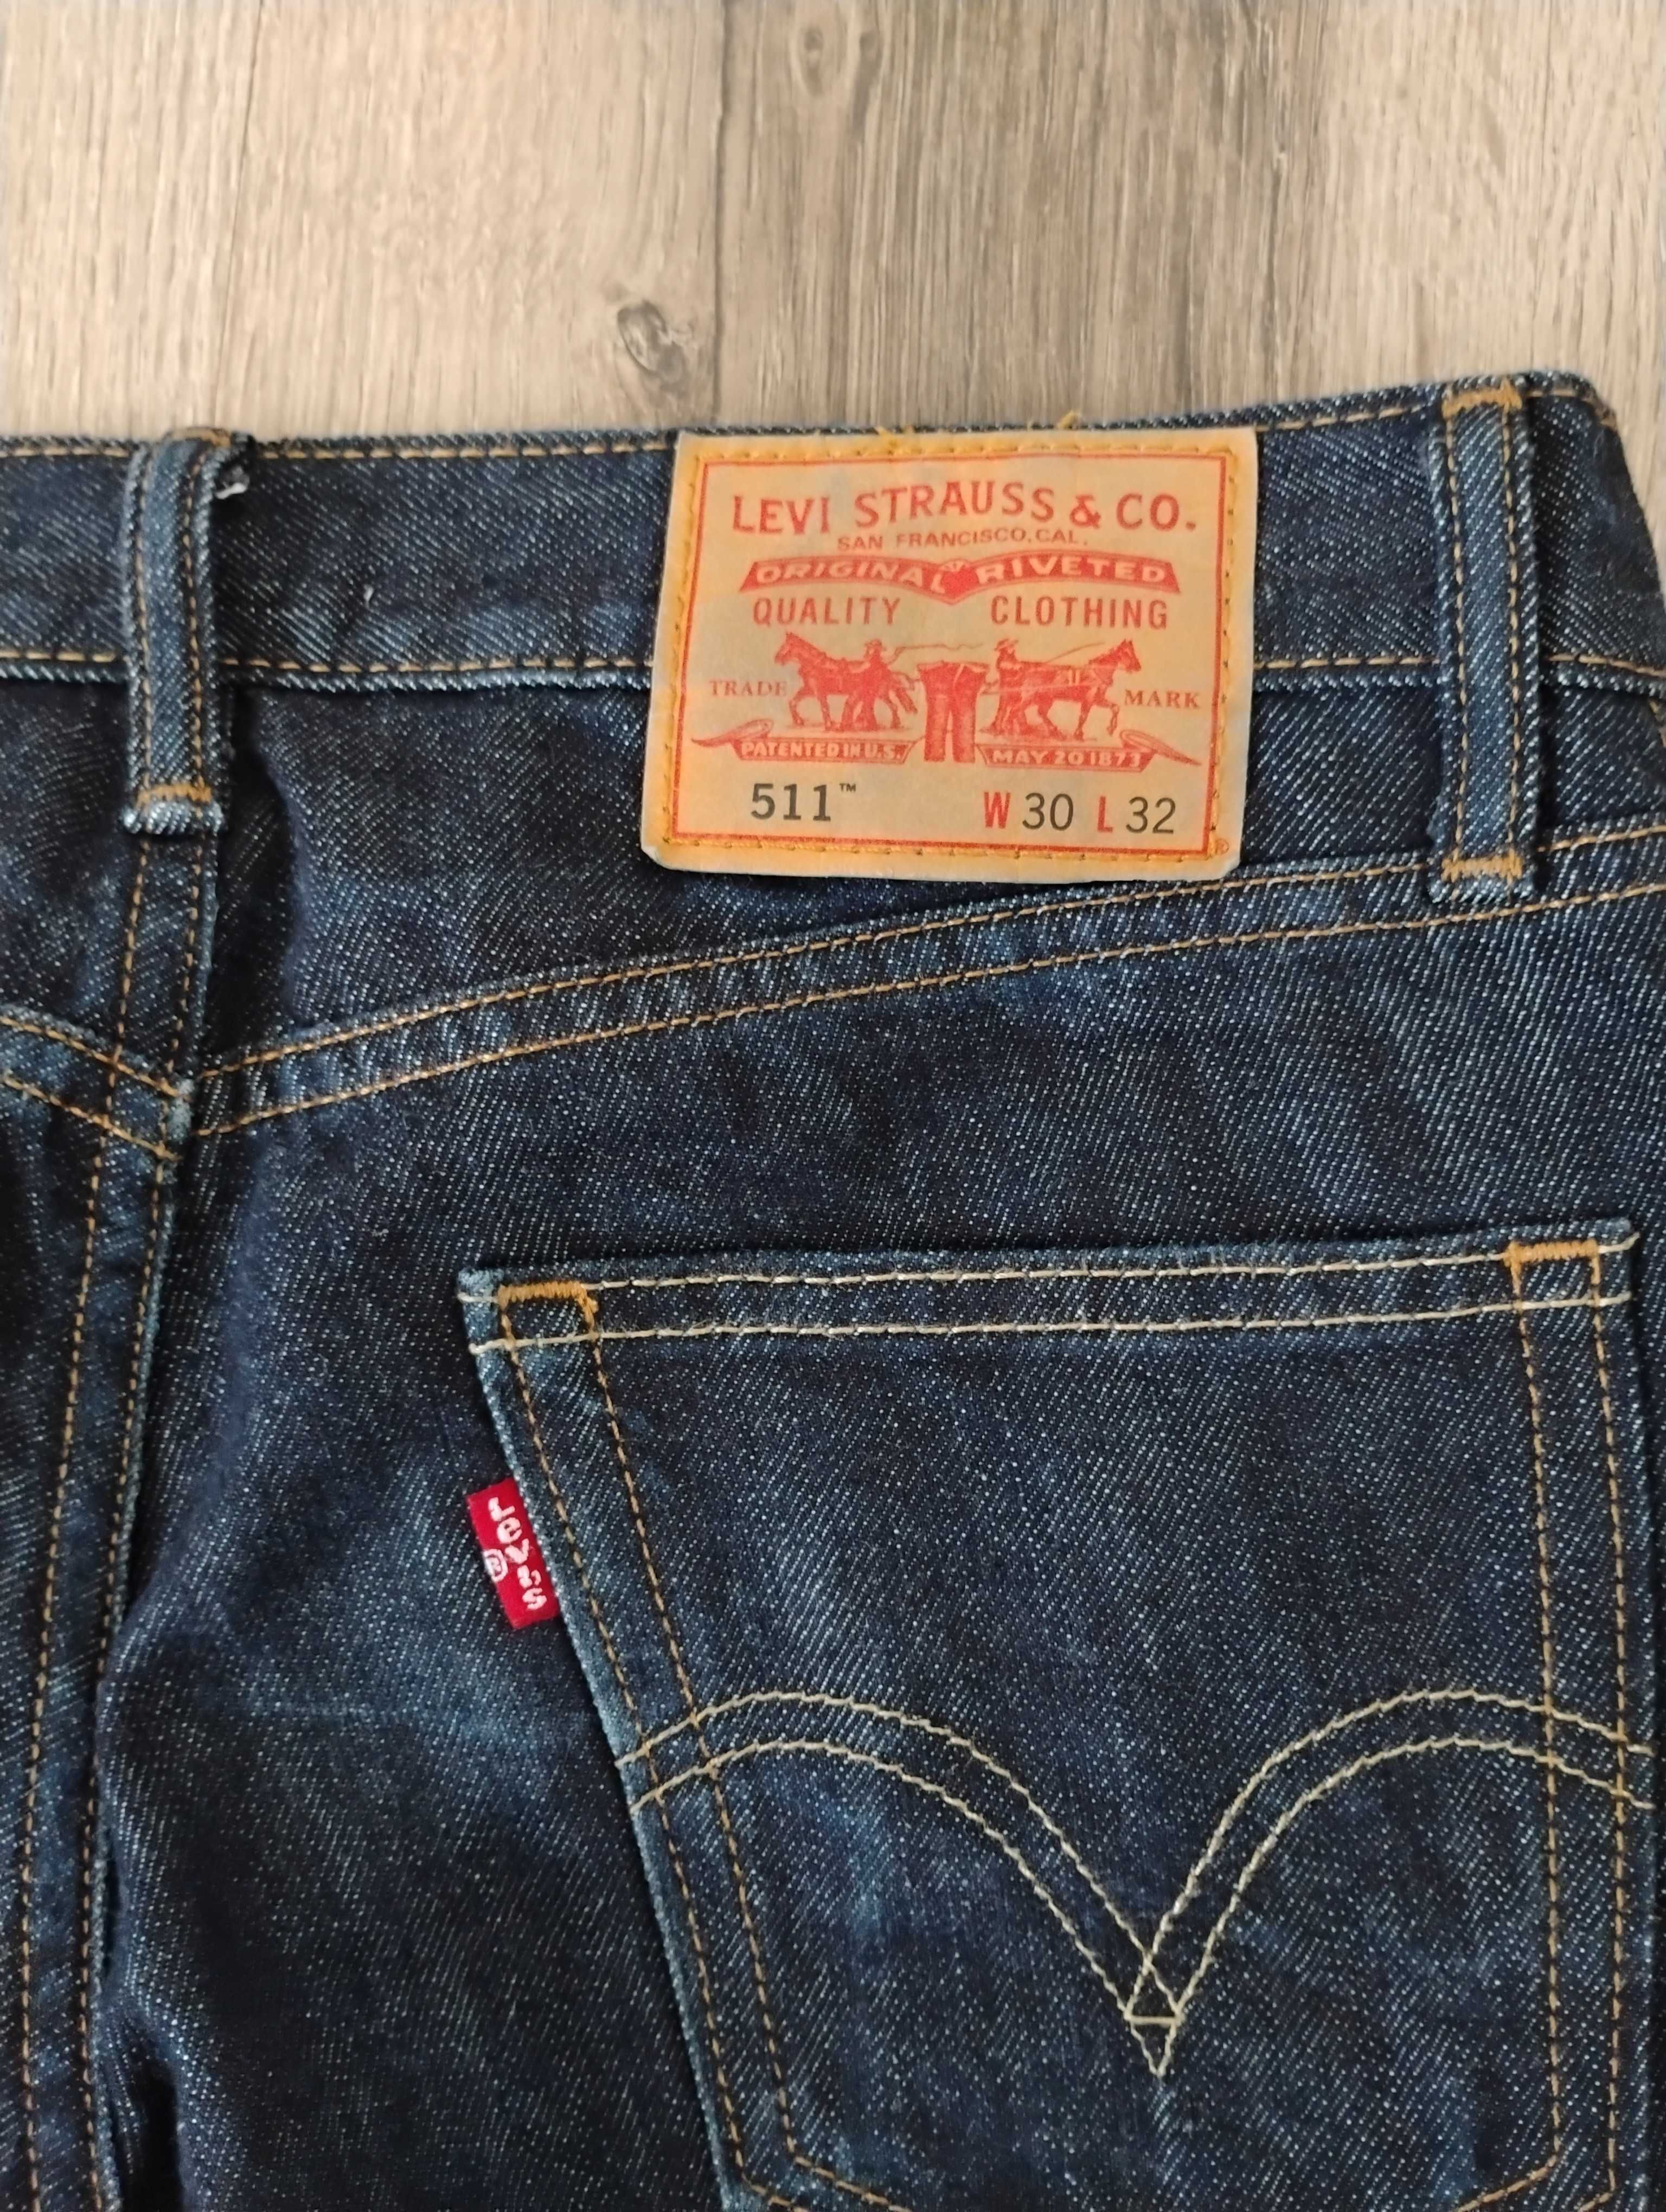 LEVI STRAUSS & CO.
SAN FRANCISCO, CAL.
ORIGINAL RIVETED
QUALITY CLOTHING
TRADE MARK
PATENTED IN U.S. MAY 20 1873
511™ W 30 L 32
®
Levi's
®